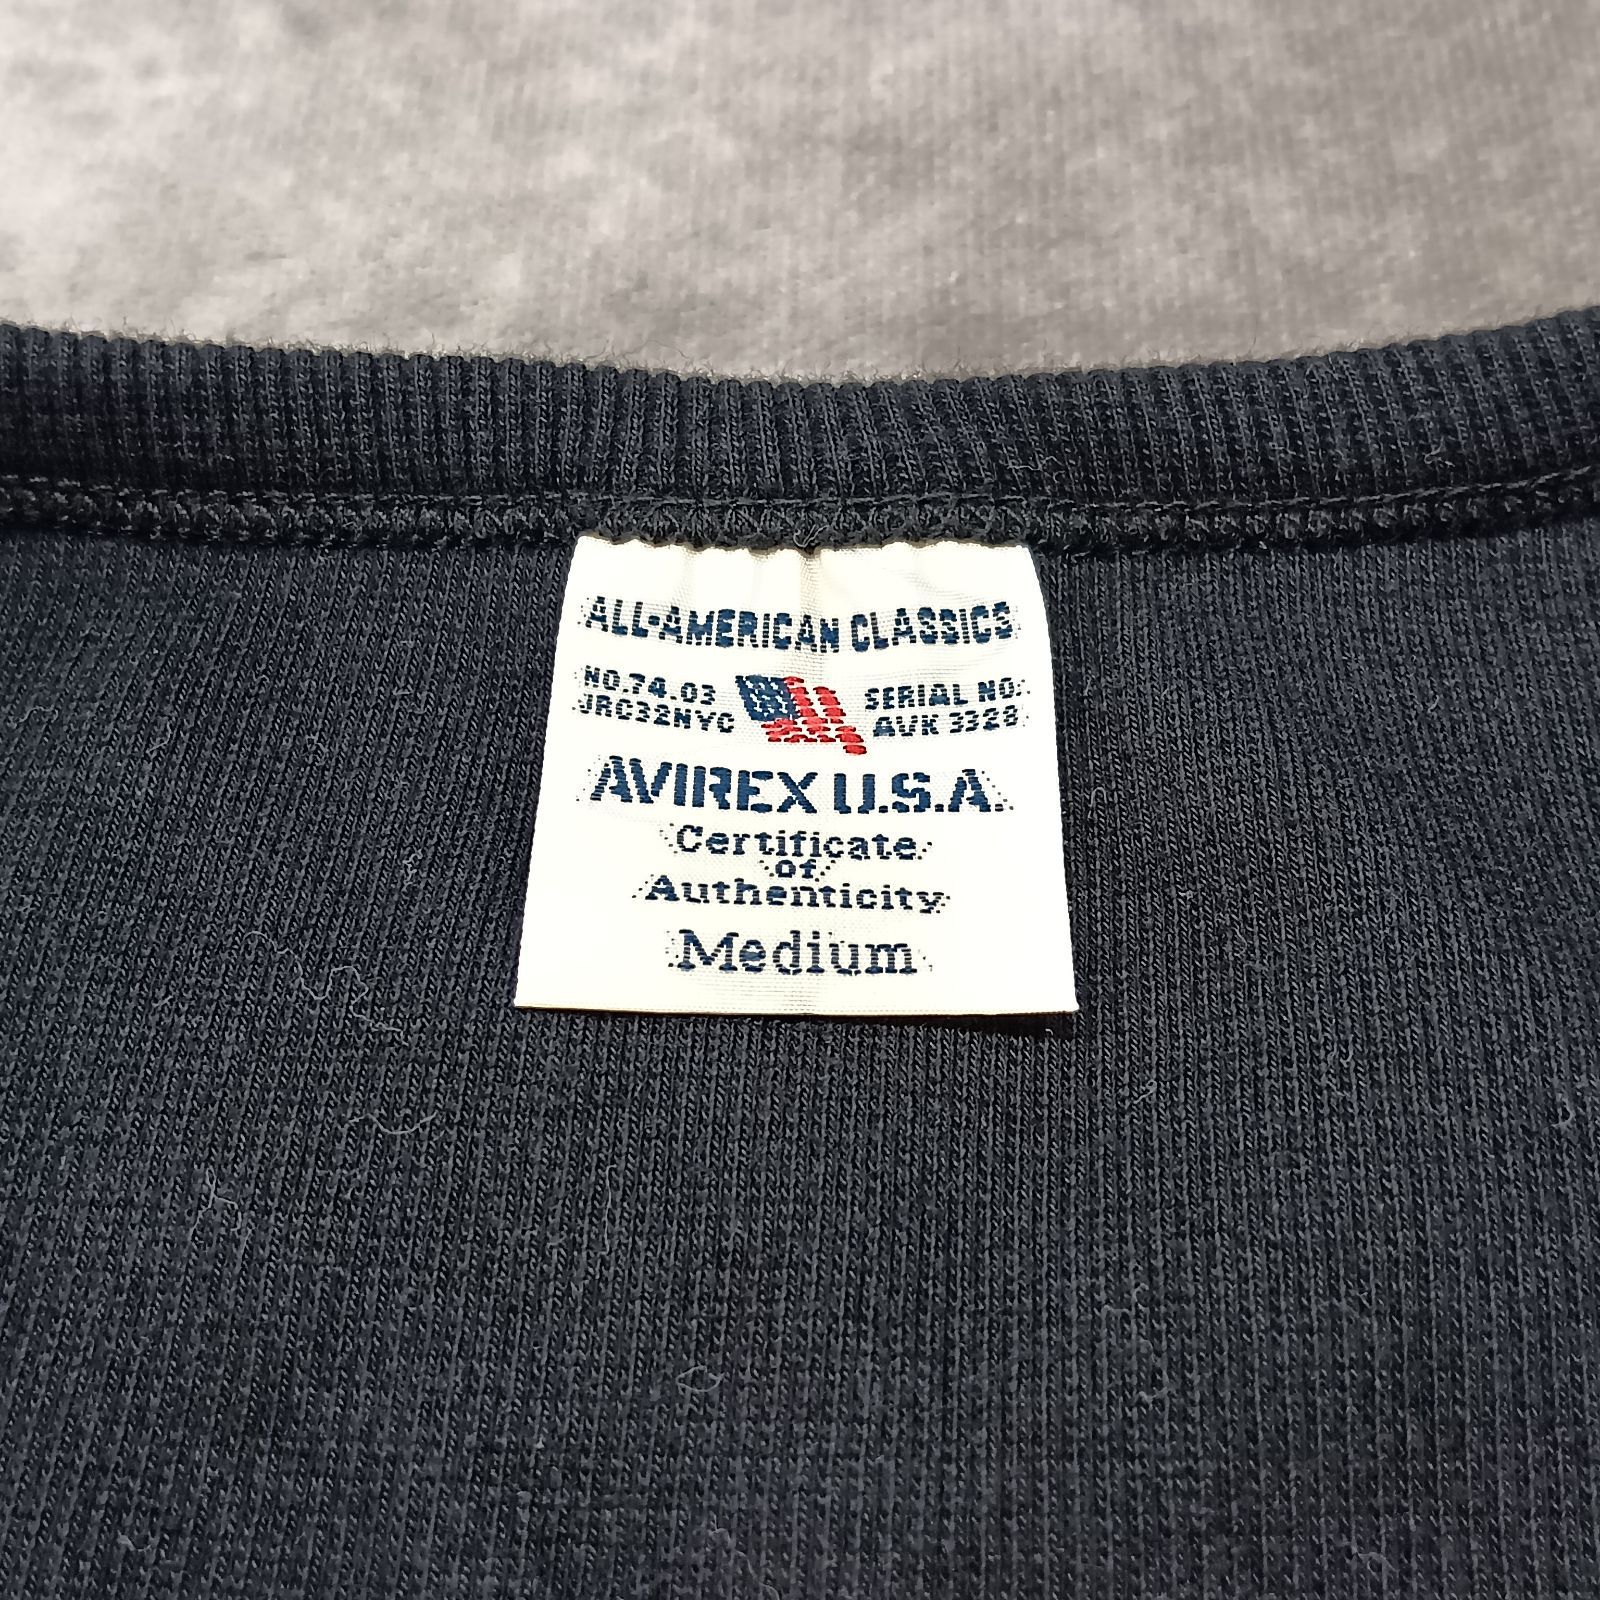 ALL-AMERICAN CLASSICS
NO.74.03
JRC32NYC
SERIAL NO.
AVK 3328
AVIREX U.S.A.
Certificate
of
Authenticity
Medium